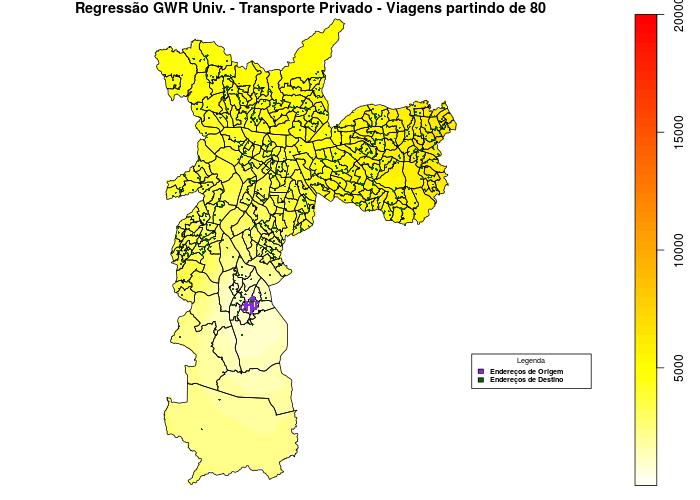 Regressão GWR Univ. - Transporte Privado - Viagens partindo de 80
20000
15000
10000
5000
Legenda
Endereços de Origem
Endereços de Destino